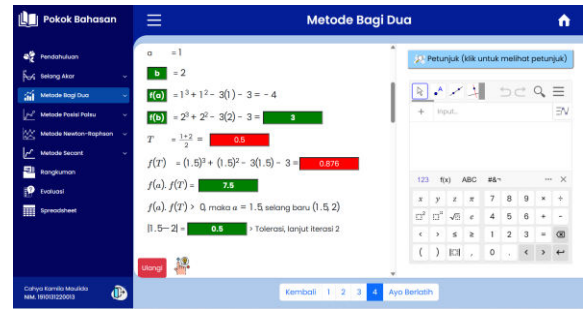 Pokok Bahasan
Metode Bagi Dua
Pendahuluan
Selang Akar
Metode Bagi Dua
Metode Posisi Palsu
Metode Newton-Raphson
Metode Secant
Rangkuman
Evaluasi
Spreadsheet
Cahya Kamila Maulida
NIM. 1910131220013
a = 1
b = 2
f(a) = 1³ + 1² - 3(1) - 3 = - 4
f(b) = 2³ + 2² - 3(2) - 3 = 3
T = \frac{1+2}{2} = 0.5
f(T) = (1.5)³ + (1.5)² - 3(1.5) - 3 = 0.876
f(a). f(T) = 7.5
f(a). f(T) > 0, maka a = 1.5, selang baru (1.5, 2)
|1.5 - 2| = 0.5 > Tolerasi, lanjut iterasi 2
Ulangi
Petunjuk (klik untuk melihat petunjuk)
+ Input...
123 f(x) ABC #&¬ ... ×
x y z π 7 8 9 × ÷
√ e 4 5 6 + -
< > ≤ ≥ 1 2 3 =
( ) |□| , 0 . < >
Kembali 1 2 3 4 Ayo Berlatih